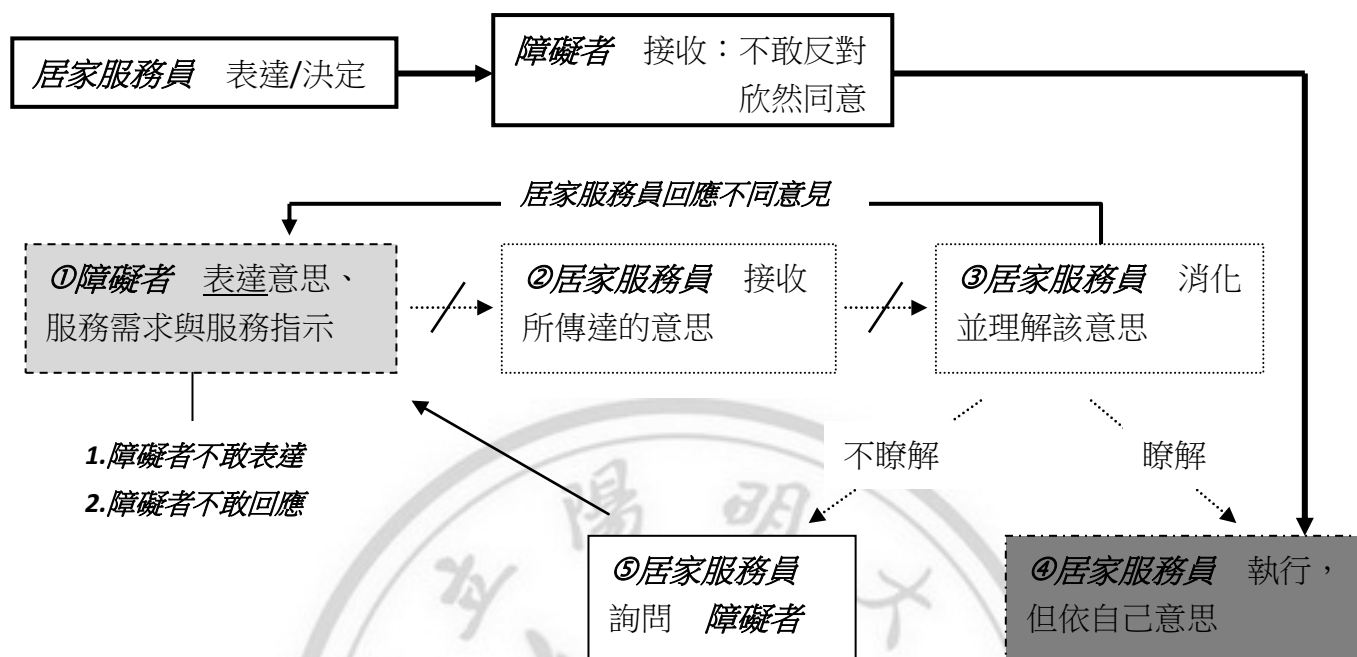 居家服務員 表達/決定
障礙者 接收：不敢反對
欣然同意
居家服務員回應不同意見
①障礙者 表達意思、
服務需求與服務指示
②居家服務員 接收
所傳達的意思
③居家服務員 消化
並理解該意思
1.障礙者不敢表達
2.障礙者不敢回應
不瞭解
瞭解
陽明大
⑤居家服務員
詢問 障礙者
④居家服務員 執行，
但依自己意思